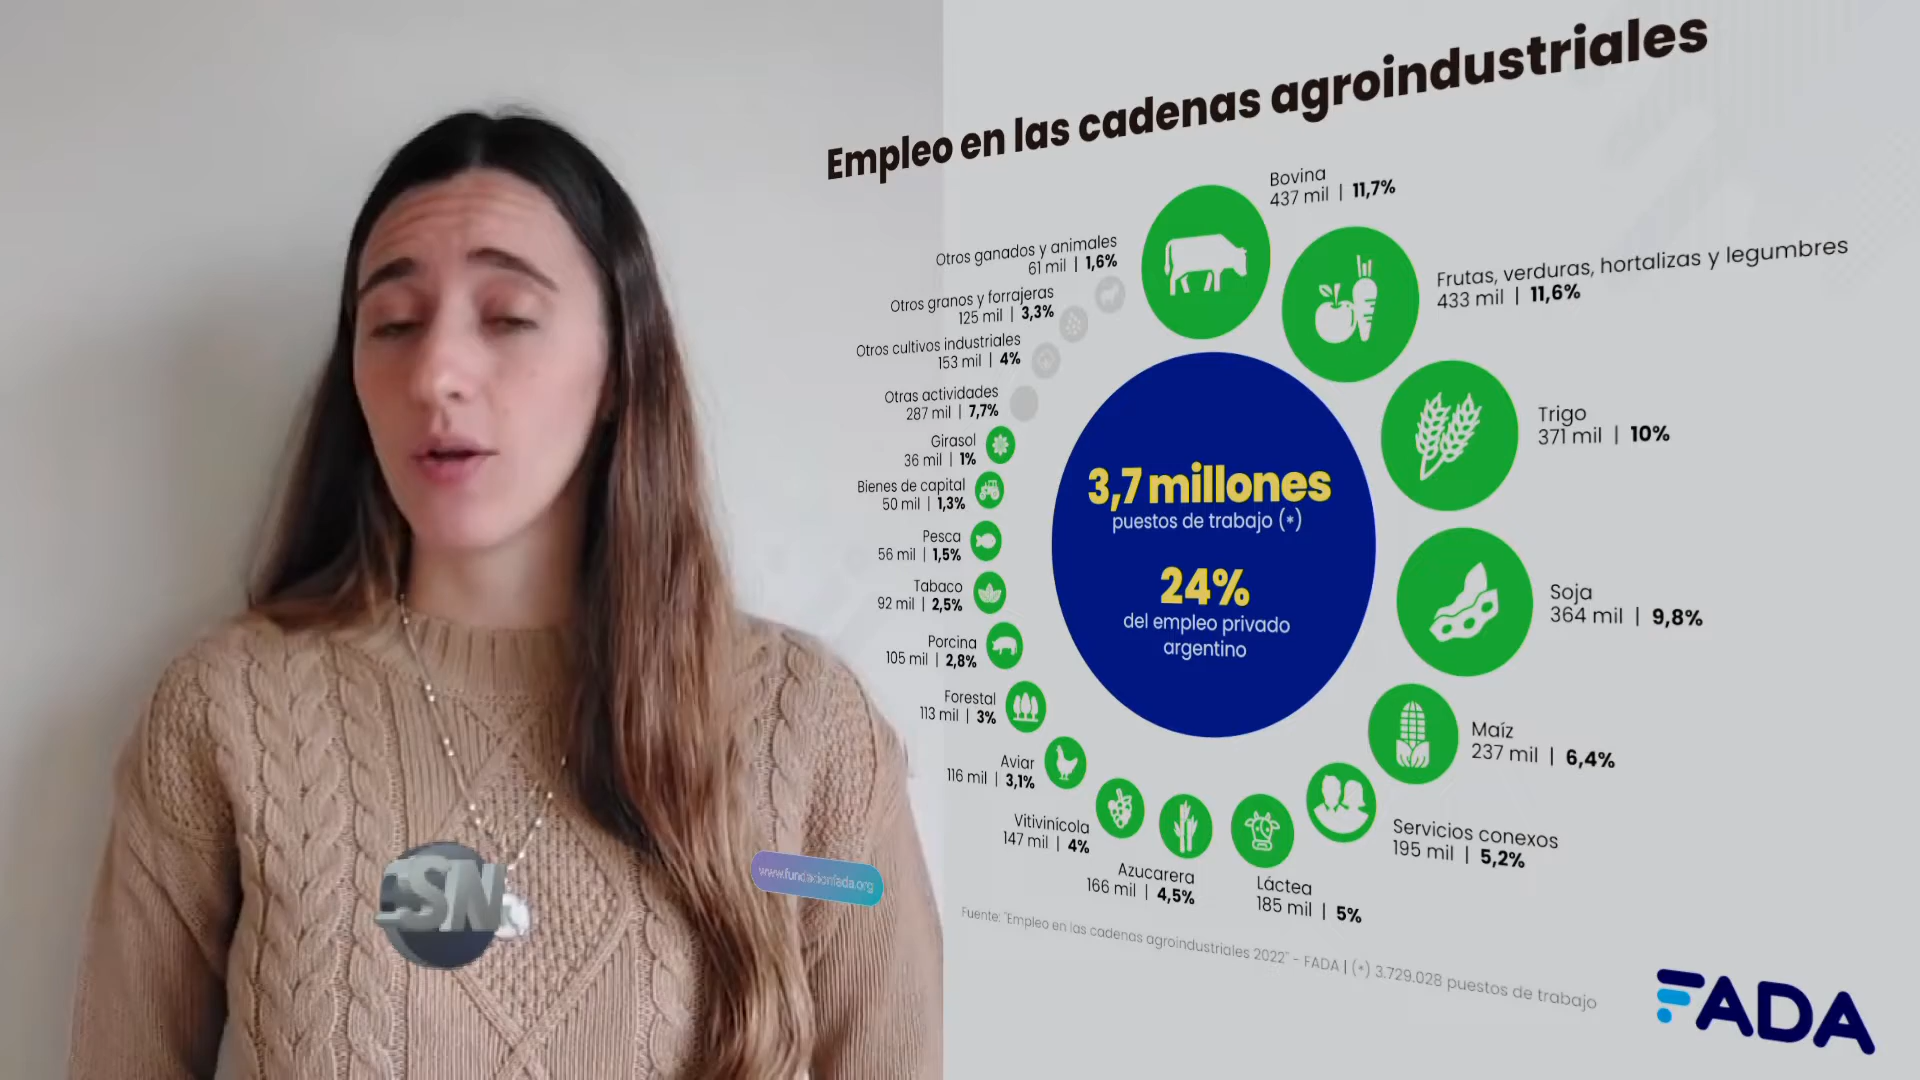 Empleo en las cadenas agroindustriales
Bovina
437 mil | 11,7%
Frutas, verduras, hortalizas y legumbres
433 mil | 11,6%
Trigo
371 mil | 10%
Soja
364 mil | 9,8%
Maíz
237 mil | 6,4%
Servicios conexos
195 mil | 5,2%
Láctea
185 mil | 5%
Azucarera
166 mil | 4,5%
Vitivinícola
147 mil | 4%
Aviar
116 mil | 3,1%
Forestal
113 mil | 3%
Porcina
105 mil | 2,8%
Tabaco
92 mil | 2,5%
Pesca
56 mil | 1,5%
Bienes de capital
50 mil | 1,3%
Girasol
36 mil | 1%
Otras actividades
287 mil | 7,7%
Otros cultivos industriales
153 mil | 4%
Otros granos y forrajeras
125 mil | 3,3%
Otros ganados y animales
61 mil | 1,6%
3,7 millones
puestos de trabajo (*)
24%
del empleo privado
argentino
www.fundacionfada.org
CSN
Fuente: "Empleo en las cadenas agroindustriales 2022" - FADA | (*) 3.729.028 puestos de trabajo
FADA